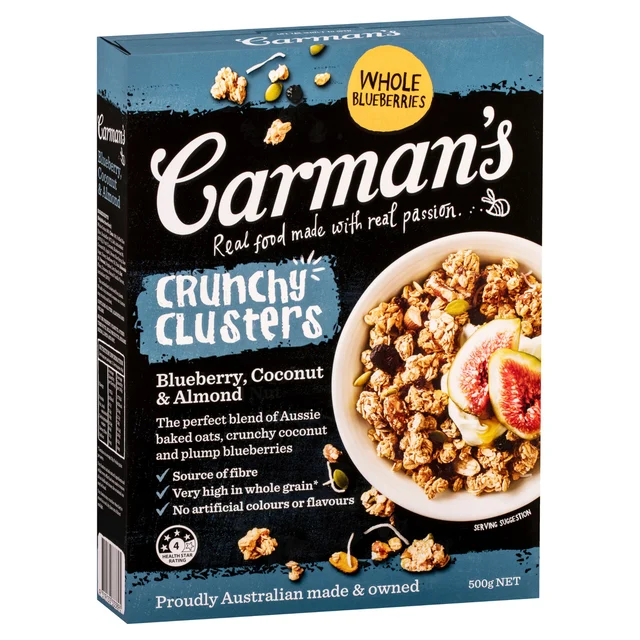 Carman's
WHOLE
BLUEBERRIES
Carman's
Real food made with real passion.
CRUNCHY
CLUSTERS
Blueberry, Coconut
& Almond
The perfect blend of Aussie
baked oats, crunchy coconut
and plump blueberries
✓ Source of fibre
✓ Very high in whole grain*
✓ No artificial colours or flavours
4
HEALTH STAR
RATING
SERVING SUGGESTION
Proudly Australian made & owned
500g NET
Carman's
Blueberry,
Coconut
& Almond